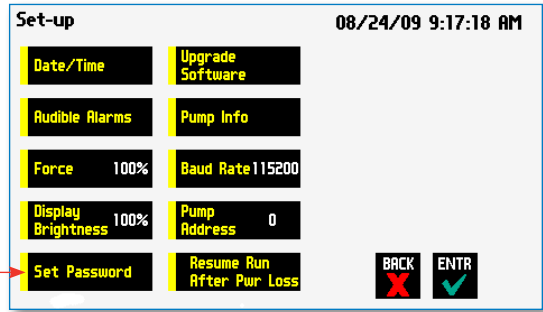 Set-up
08/24/09 9:17:18 AM
Date/Time
Upgrade
Software
Audible Alarms
Pump Info
Force 100%
Baud Rate 115200
Display
Brightness 100%
Pump
Address 0
Set Password
Resume Run
After Pwr Loss
BACK
ENTR